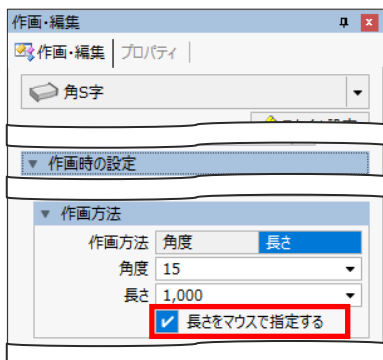 作画・編集
作画・編集 プロパティ
角S字
作画時の設定
作画方法
作画方法 角度 長さ
角度 15
長さ 1,000
長さをマウスで指定する